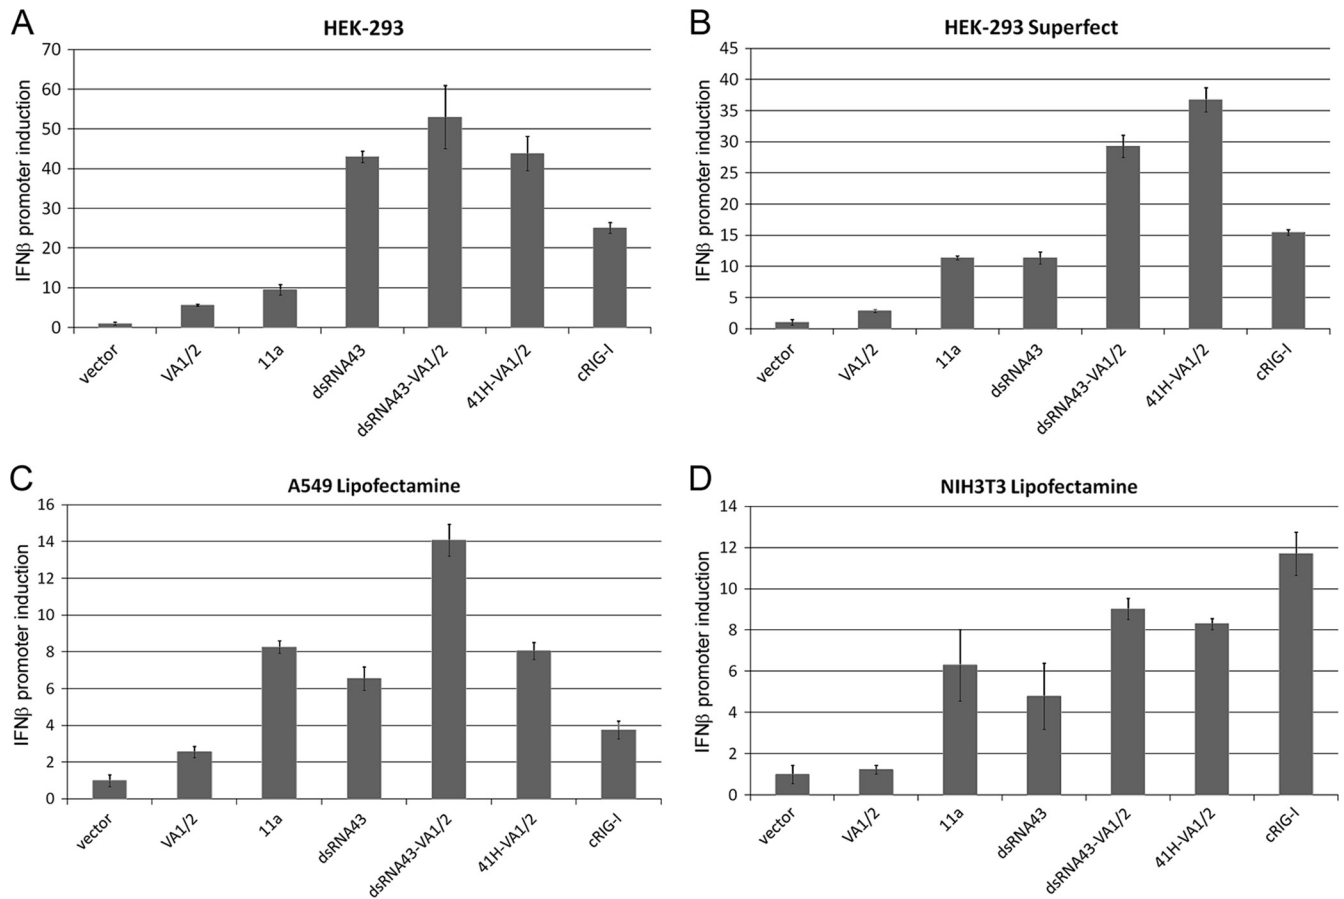 A
HEK-293
IFNβ promoter induction
70
60
50
40
30
20
10
0
vector
VA1/2
11a
dsRNA43
dsRNA43-VA1/2
41H-VA1/2
cRIG-I
B
HEK-293 Superfect
IFNβ promoter induction
45
40
35
30
25
20
15
10
5
0
vector
VA1/2
11a
dsRNA43
dsRNA43-VA1/2
41H-VA1/2
cRIG-I
C
A549 Lipofectamine
IFNβ promoter induction
16
14
12
10
8
6
4
2
0
vector
VA1/2
11a
dsRNA43
dsRNA43-VA1/2
41H-VA1/2
cRIG-I
D
NIH3T3 Lipofectamine
IFNβ promoter induction
14
12
10
8
6
4
2
0
vector
VA1/2
11a
dsRNA43
dsRNA43-VA1/2
41H-VA1/2
cRIG-I